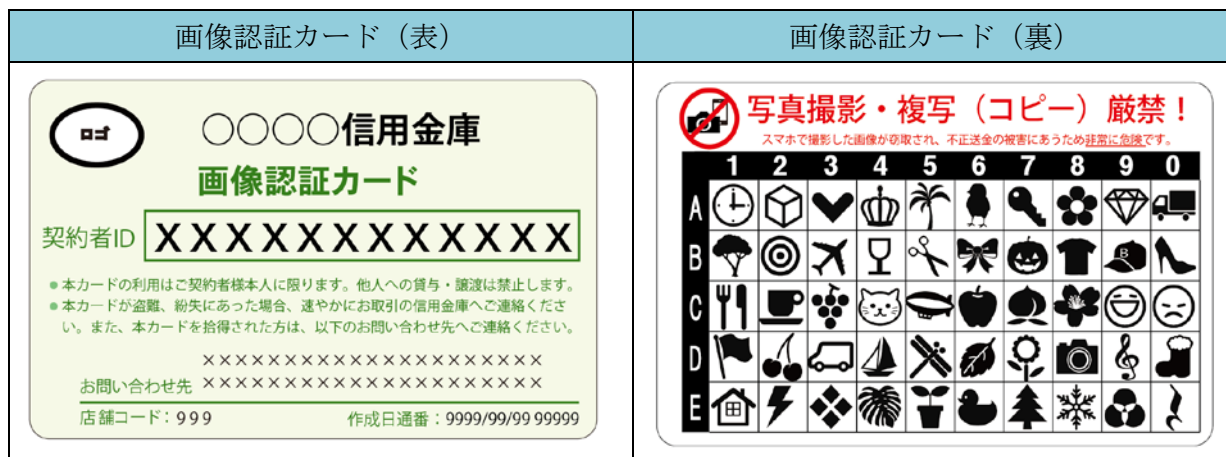 画像認証カード（表）
画像認証カード（裏）
ロゴ
〇〇〇〇信用金庫
画像認証カード
契約者ID XXXXXXXXXXXX
●本カードの利用はご契約者様本人に限ります。他人への貸与・譲渡は禁止します。
●本カードが盗難、紛失にあった場合、速やかにお取引の信用金庫へご連絡くださ
い。また、本カードを拾得された方は、以下のお問い合わせ先へご連絡ください。
×××××××××××××××××××××
お問い合わせ先 ×××××××××××××××××××××
店舗コード：999 作成日通番：9999/99/99 99999
写真撮影・複写（コピー）厳禁！
スマホで撮影した画像が窃取され、不正送金の被害にあうため非常に危険です。
1 2 3 4 5 6 7 8 9 0
A
B
B
C
D
E